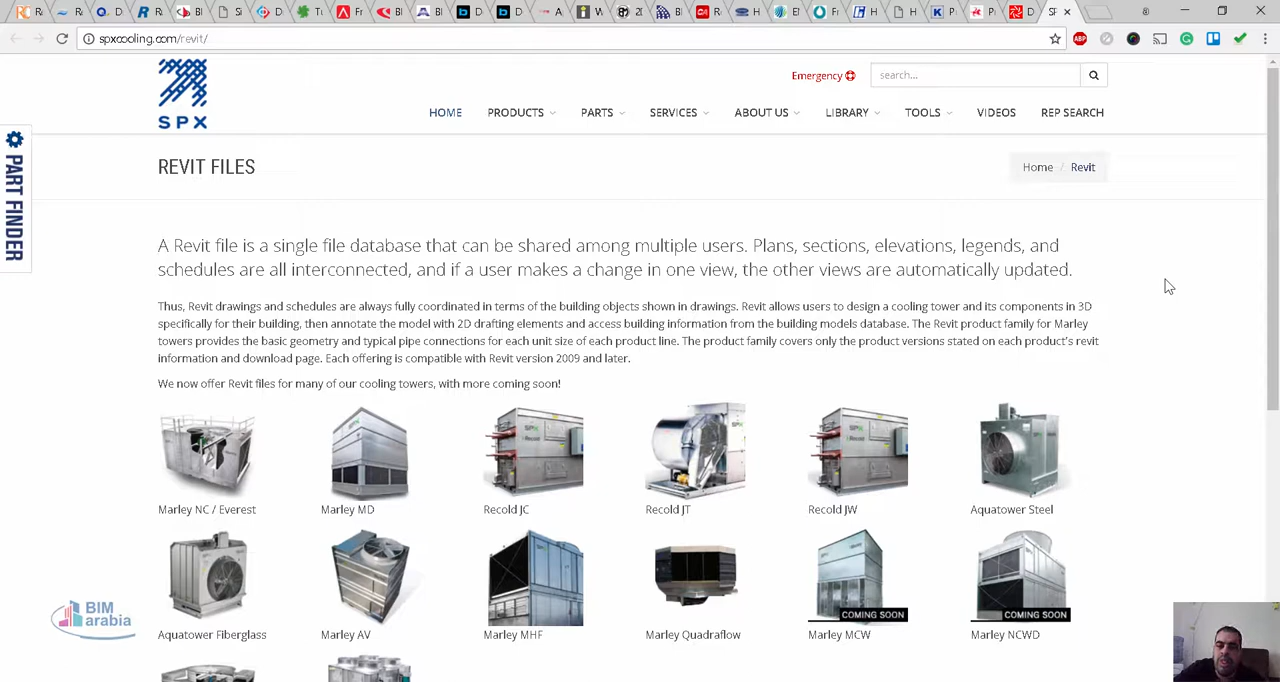 spxcooling.com/revit/
Emergency
search...
SPX
HOME PRODUCTS PARTS SERVICES ABOUT US LIBRARY TOOLS VIDEOS REP SEARCH
PART FINDER
REVIT FILES
Home / Revit
A Revit file is a single file database that can be shared among multiple users. Plans, sections, elevations, legends, and
schedules are all interconnected, and if a user makes a change in one view, the other views are automatically updated.
Thus, Revit drawings and schedules are always fully coordinated in terms of the building objects shown in drawings. Revit allows users to design a cooling tower and its components in 3D
specifically for their building, then annotate the model with 2D drafting elements and access building information from the building models database. The Revit product family for Marley
towers provides the basic geometry and typical pipe connections for each unit size of each product line. The product family covers only the product versions stated on each product's revit
information and download page. Each offering is compatible with Revit version 2009 and later.
We now offer Revit files for many of our cooling towers, with more coming soon!
Marley NC / Everest Marley MD Recold JC Recold JT Recold JW Aquatower Steel
COMING SOON COMING SOON
Aquatower Fiberglass Marley AV Marley MHF Marley Quadraflow Marley MCW Marley NCWD
BIM
arabia